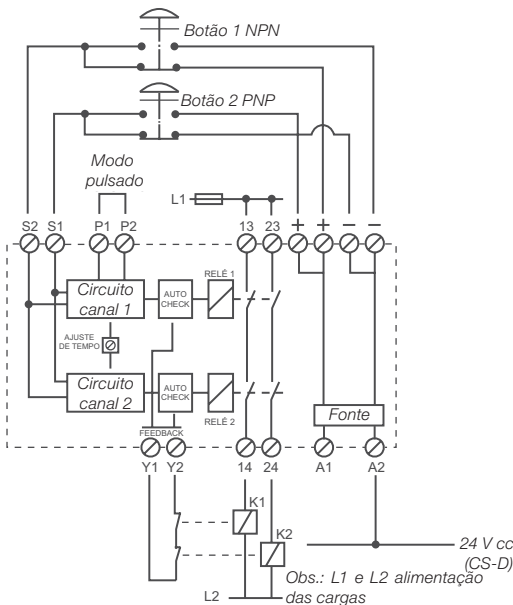 Botão 1 NPN
Botão 2 PNP
Modo
pulsado
L1
S2 S1 P1 P2 13 23 + + – –
Circuito
canal 1
AUTO
CHECK
RELÉ 1
AJUSTE
DE TEMPO
Circuito
canal 2
AUTO
CHECK
RELÉ 2
FEEDBACK
Fonte
Y1 Y2 14 24 A1 A2
K1
K2
24 V cc
(CS-D)
Obs.: L1 e L2 alimentação
das cargas
L2